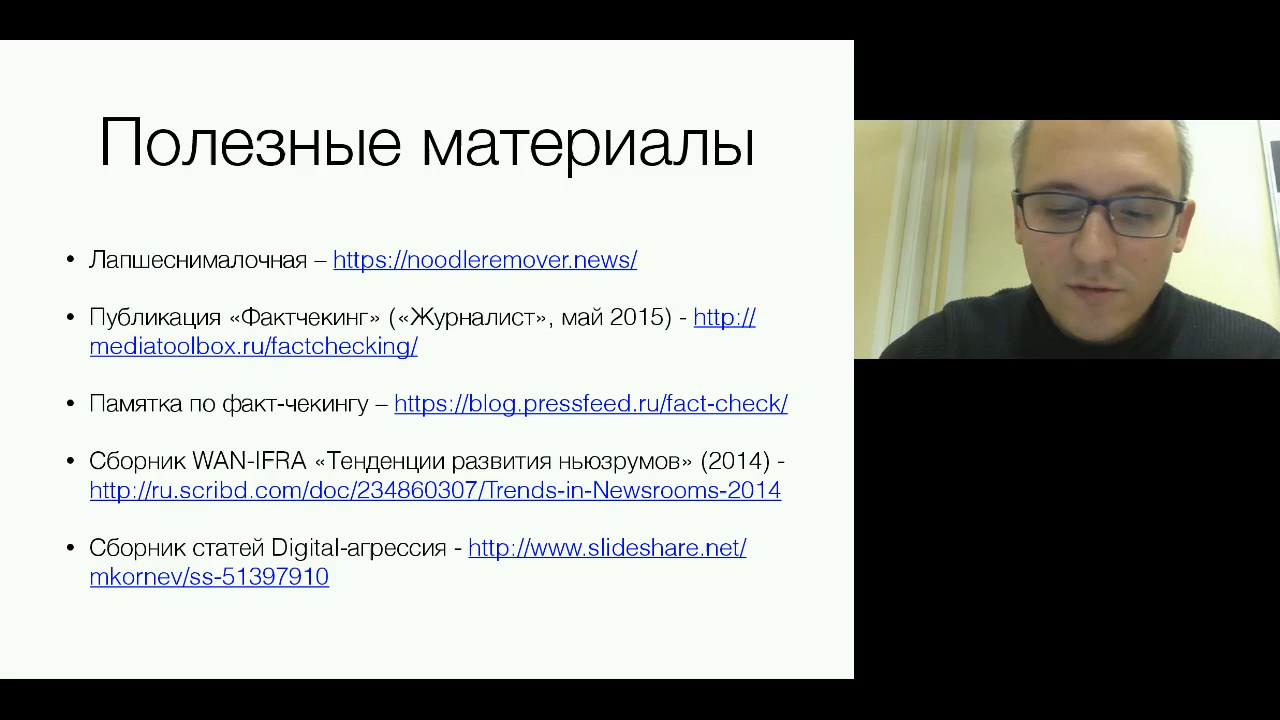 Полезные материалы
• Лапшеснималочная – https://noodleremover.news/
• Публикация «Фактчекинг» («Журналист», май 2015) - http://
mediatoolbox.ru/factchecking/
• Памятка по факт-чекингу – https://blog.pressfeed.ru/fact-check/
• Сборник WAN-IFRA «Тенденции развития ньюзрумов» (2014) -
http://ru.scribd.com/doc/234860307/Trends-in-Newsrooms-2014
• Сборник статей Digital-агрессия - http://www.slideshare.net/
mkornev/ss-51397910